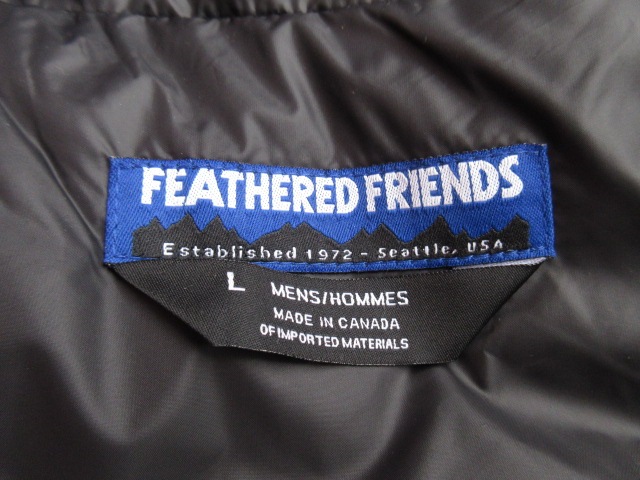 FEATHERED FRIENDS
Established 1972 - Seattle, USA
L MENS/HOMMES
MADE IN CANADA
OF IMPORTED MATERIALS